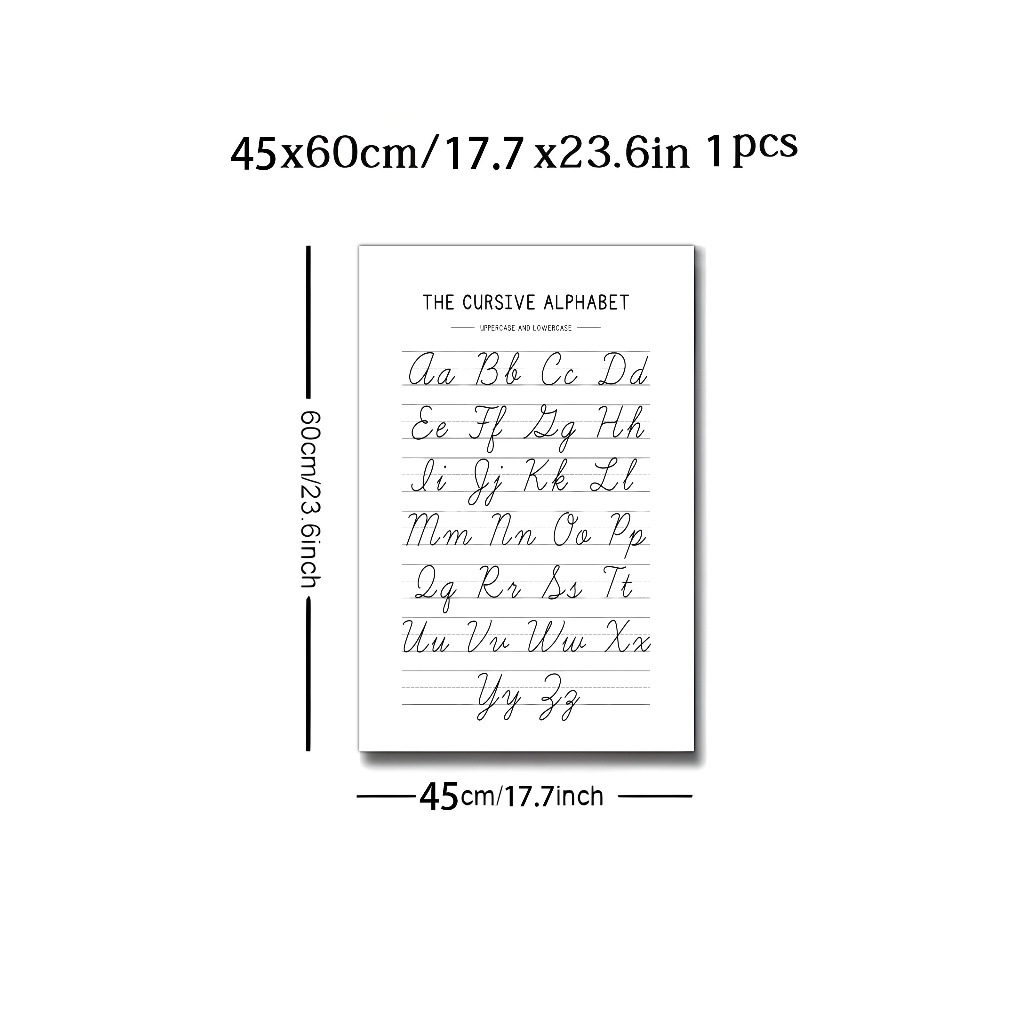 45x60cm/17.7 x23.6in 1pcs
THE CURSIVE ALPHABET
UPPERCASE AND LOWERCASE
Aa Bb Cc Dd
Ee Ff Gg Hh
Ii Jj Kk Ll
Mm Nn Oo Pp
Qq Rr Ss Tt
Uu Vv Ww Xx
Yy Zz
60cm/23.6inch
45cm/17.7inch